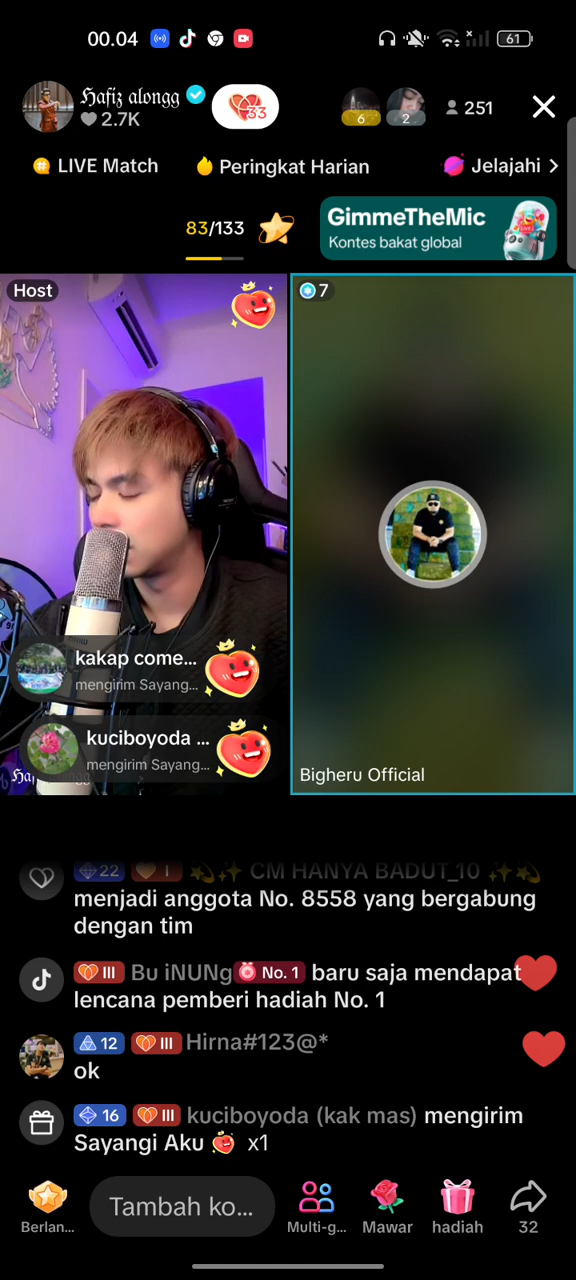 00.04
61
ℌafiz alongg
2.7K
33
6
2
251
LIVE Match
Peringkat Harian
Jelajahi >
83/133
GimmeTheMic
Kontes bakat global
Host
7
kakap come...
mengirim Sayang...
kuciboyoda ...
mengirim Sayang...
Bigheru Official
22 I 💫✨ CM HANYA BADUT_10 ✨💫
menjadi anggota No. 8558 yang bergabung
dengan tim
III Bu iNUNg No. 1 baru saja mendapat
lencana pemberi hadiah No. 1
12 III Hirna#123@*
ok
16 III kuciboyoda (kak mas) mengirim
Sayangi Aku x1
Berlan...
Tambah ko...
Multi-g...
Mawar
hadiah
32